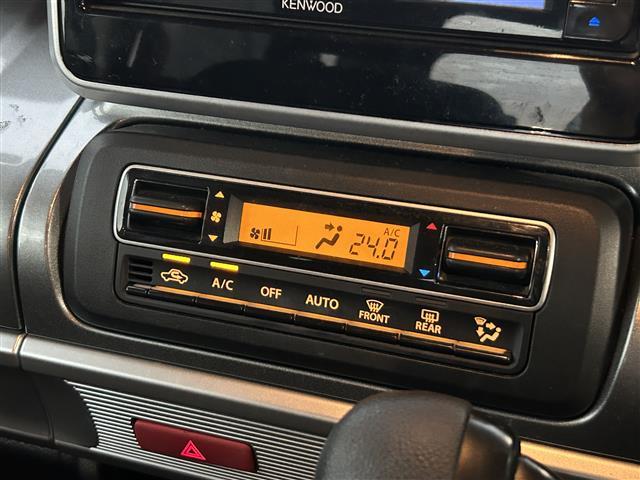 KENWOOD
A/C
24.0
A/C OFF AUTO FRONT REAR